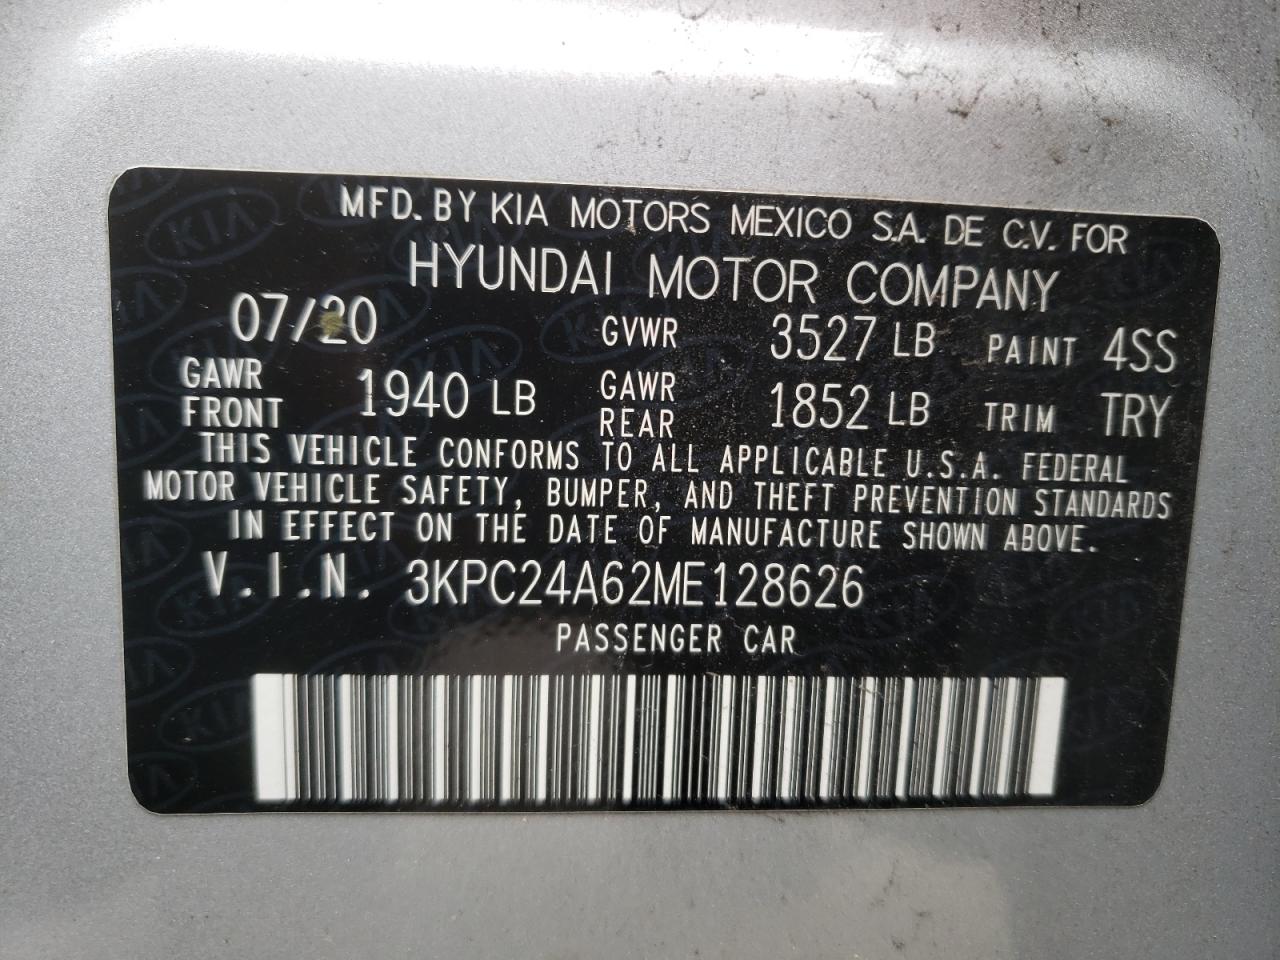 MFD. BY KIA MOTORS MEXICO S.A. DE C.V. FOR
HYUNDAI MOTOR COMPANY
07/20 GVWR 3527 LB PAINT 4SS
GAWR FRONT 1940 LB GAWR REAR 1852 LB TRIM TRY
THIS VEHICLE CONFORMS TO ALL APPLICABLE U.S.A. FEDERAL
MOTOR VEHICLE SAFETY, BUMPER, AND THEFT PREVENTION STANDARDS
IN EFFECT ON THE DATE OF MANUFACTURE SHOWN ABOVE.
V.I.N. 3KPC24A62ME128626
PASSENGER CAR